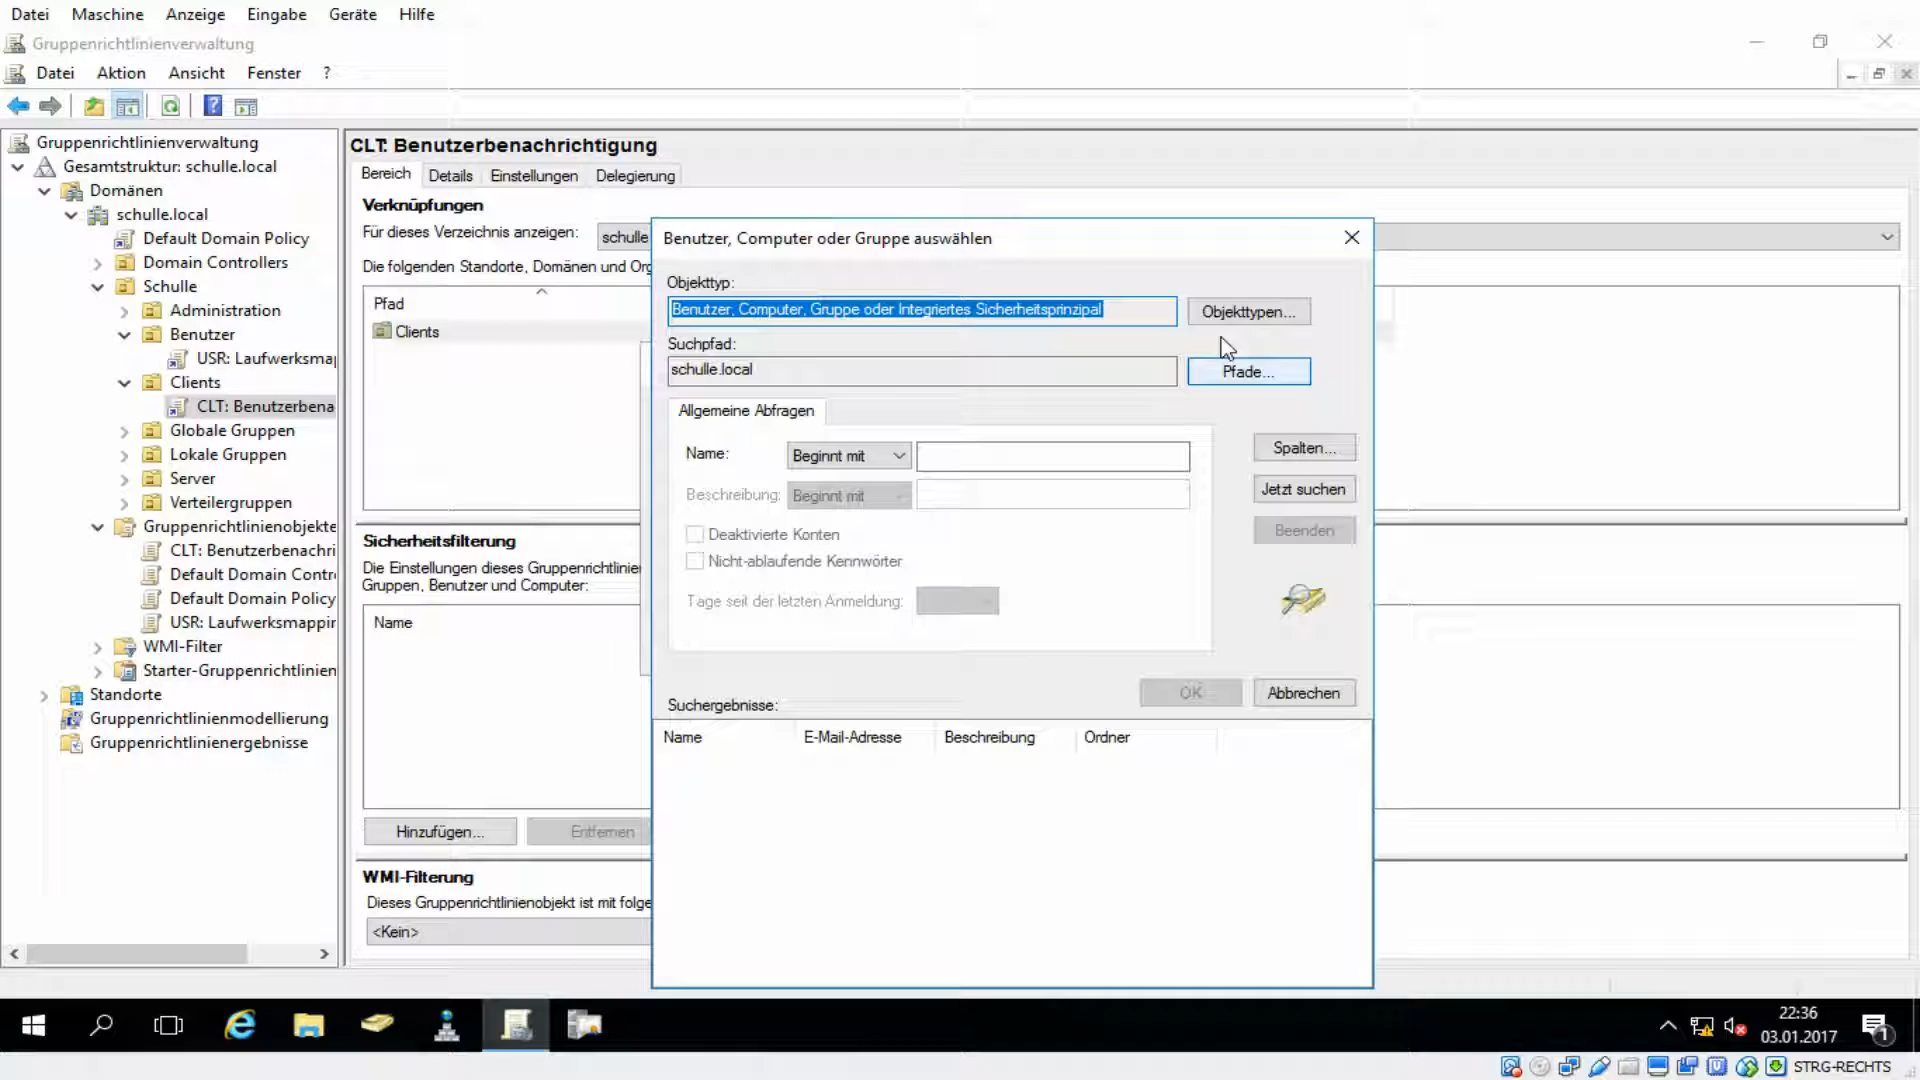 Datei Maschine Anzeige Eingabe Geräte Hilfe
Gruppenrichtlinienverwaltung
Datei Aktion Ansicht Fenster ?
Gruppenrichtlinienverwaltung
Gesamtstruktur: schulle.local
Domänen
schulle.local
Default Domain Policy
Domain Controllers
Schulle
Administration
Benutzer
USR: Laufwerksmap
Clients
CLT: Benutzerbena
Globale Gruppen
Lokale Gruppen
Server
Verteilergruppen
Gruppenrichtlinienobjekte
CLT: Benutzerbenachri
Default Domain Contr
Default Domain Policy
USR: Laufwerksmappin
WMI-Filter
Starter-Gruppenrichtlinien
Standorte
Gruppenrichtlinienmodellierung
Gruppenrichtlinienergebnisse
CLT: Benutzerbenachrichtigung
Bereich Details Einstellungen Delegierung
Verknüpfungen
Für dieses Verzeichnis anzeigen: schulle
Die folgenden Standorte, Domänen und Org
Pfad
Clients
Sicherheitsfilterung
Die Einstellungen dieses Gruppenrichtlinie
Gruppen, Benutzer und Computer:
Name
Hinzufügen... Entfernen
WMI-Filterung
Dieses Gruppenrichtlinienobjekt ist mit folge
<Kein>
Benutzer, Computer oder Gruppe auswählen
Objekttyp:
Benutzer, Computer, Gruppe oder Integriertes Sicherheitsprinzipal Objekttypen...
Suchpfad:
schulle.local Pfade...
Allgemeine Abfragen
Name: Beginnt mit
Beschreibung: Beginnt mit
Deaktivierte Konten
Nicht-ablaufende Kennwörter
Tage seit der letzten Anmeldung:
Spalten...
Jetzt suchen
Beenden
OK Abbrechen
Suchergebnisse:
Name E-Mail-Adresse Beschreibung Ordner
22:36
03.01.2017
1
STRG-RECHTS